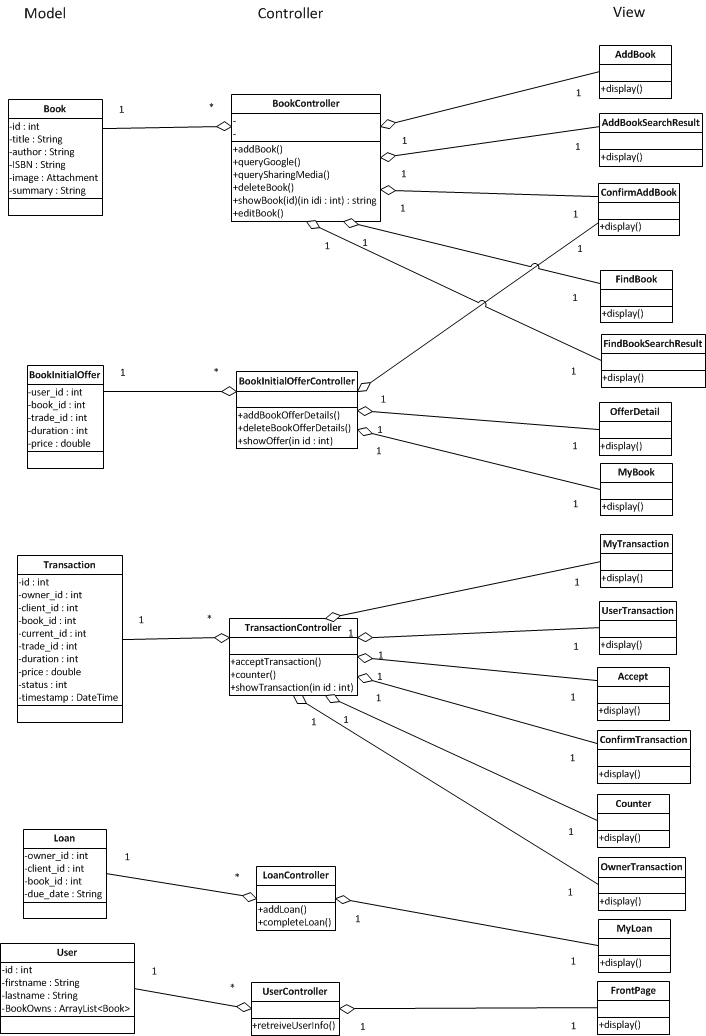 Model
Controller
View
Book
-id : int
-title : String
-author : String
-ISBN : String
-image : Attachment
-summary : String
1
*
BookController
-
-
+addBook()
+queryGoogle()
+querySharingMedia()
+deleteBook()
+showBook(id)(in idi : int) : string
+editBook()
1
1
1
1
1
AddBook
+display()
1
AddBookSearchResult
+display()
1
ConfirmAddBook
+display()
1
1
FindBook
+display()
1
FindBookSearchResult
+display()
1
BookInitialOffer
-user_id : int
-book_id : int
-trade_id : int
-duration : int
-price : double
1
*
BookInitialOfferController
+addBookOfferDetails()
+deleteBookOfferDetails()
+showOffer(in id : int)
1
1
1
OfferDetail
+display()
1
MyBook
+display()
1
Transaction
-id : int
-owner_id : int
-client_id : int
-book_id : int
-current_id : int
-trade_id : int
-duration : int
-price : double
-status : int
-timestamp : DateTime
1
*
TransactionController
+acceptTransaction()
+counter()
+showTransaction(in id : int)
1
1
1
1
1
1
MyTransaction
+display()
1
UserTransaction
+display()
1
Accept
+display()
1
ConfirmTransaction
+display()
1
Counter
+display()
1
OwnerTransaction
+display()
1
Loan
-owner_id : int
-client_id : int
-book_id : int
-due_date : String
1
*
LoanController
+addLoan()
+completeLoan()
1
MyLoan
+display()
1
User
-id : int
-firstname : String
-lastname : String
-BookOwns : ArrayList<Book>
1
*
UserController
+retreiveUserInfo()
1
FrontPage
+display()
1